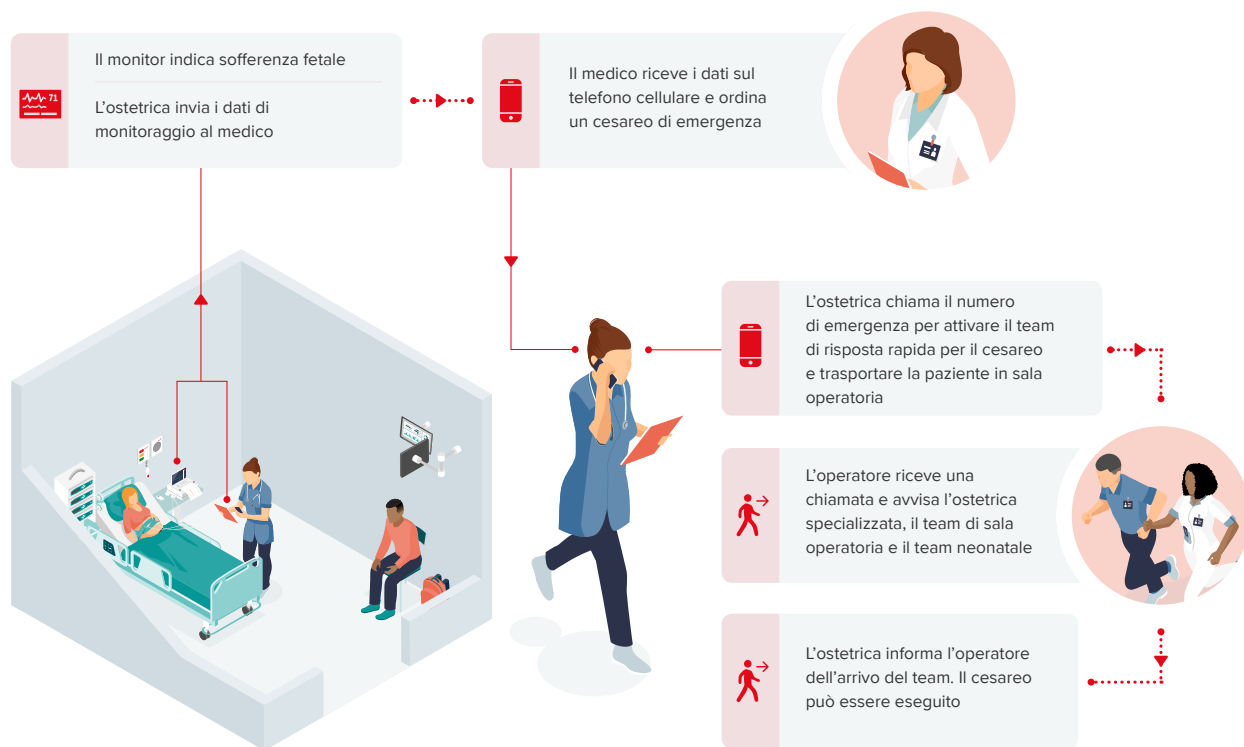 71
Il monitor indica sofferenza fetale
L’ostetrica invia i dati di
monitoraggio al medico
Il medico riceve i dati sul
telefono cellulare e ordina
un cesareo di emergenza
L’ostetrica chiama il numero
di emergenza per attivare il team
di risposta rapida per il cesareo
e trasportare la paziente in sala
operatoria
L’operatore riceve una
chiamata e avvisa l’ostetrica
specializzata, il team di sala
operatoria e il team neonatale
L’ostetrica informa l’operatore
dell’arrivo del team. Il cesareo
può essere eseguito